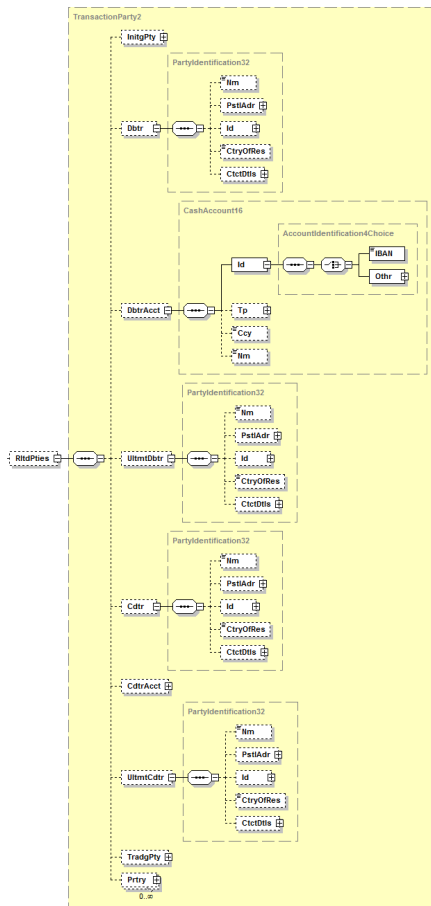 TransactionParty2
InitgPty
PartyIdentification32
Nm
PstlAdr
Dbtr
Id
CtryOfRes
CtctDtls
CashAccount16
AccountIdentification4Choice
IBAN
Id
Othr
DbtrAcct
Tp
Ccy
Nm
PartyIdentification32
Nm
PstlAdr
RltdPties
UltmtDbtr
Id
CtryOfRes
CtctDtls
PartyIdentification32
Nm
PstlAdr
Cdtr
Id
CtryOfRes
CtctDtls
CdtrAcct
PartyIdentification32
Nm
PstlAdr
UltmtCdtr
Id
CtryOfRes
CtctDtls
TradgPty
Prtry
0..∞